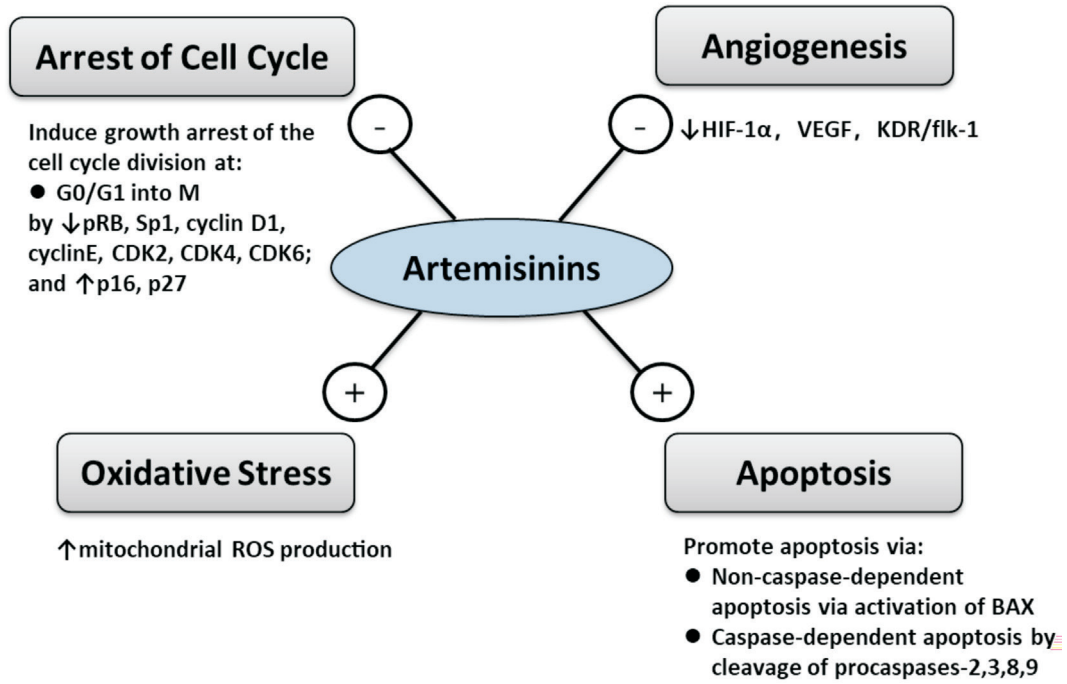 Arrest of Cell Cycle
Angiogenesis
-
-
Induce growth arrest of the
cell cycle division at:
● G0/G1 into M
by ↓pRB, Sp1, cyclin D1,
cyclinE, CDK2, CDK4, CDK6;
and ↑p16, p27
↓HIF-1α, VEGF, KDR/flk-1
Artemisinins
+
+
Oxidative Stress
Apoptosis
↑mitochondrial ROS production
Promote apoptosis via:
● Non-caspase-dependent
apoptosis via activation of BAX
● Caspase-dependent apoptosis by
cleavage of procaspases-2,3,8,9